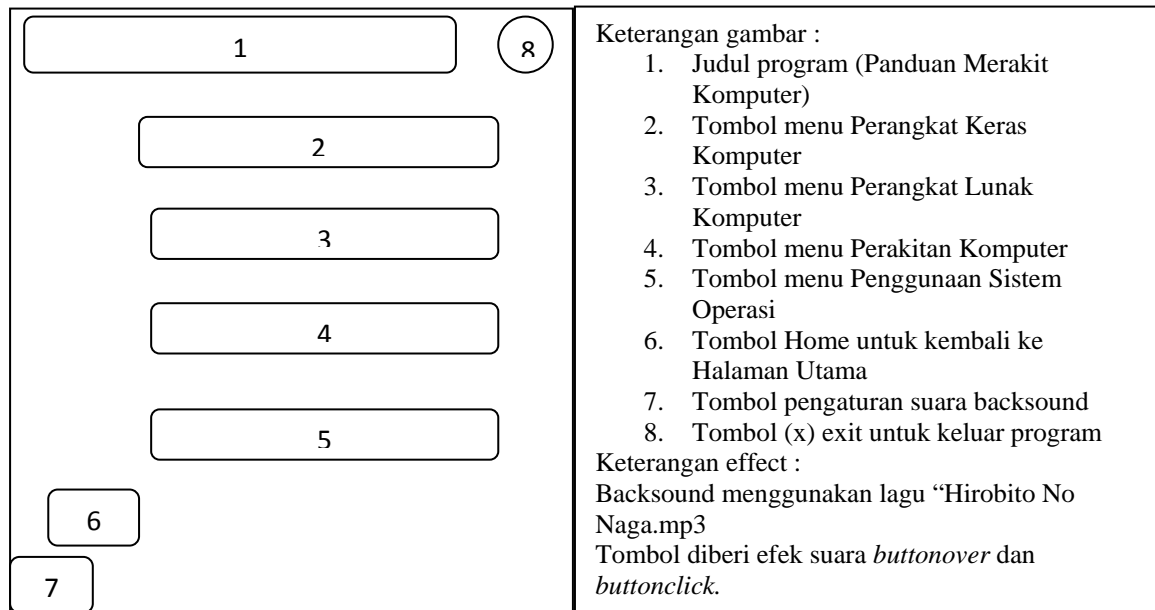 1
8
2
3
4
5
6
7
Keterangan gambar :
1. Judul program (Panduan Merakit
Komputer)
2. Tombol menu Perangkat Keras
Komputer
3. Tombol menu Perangkat Lunak
Komputer
4. Tombol menu Perakitan Komputer
5. Tombol menu Penggunaan Sistem
Operasi
6. Tombol Home untuk kembali ke
Halaman Utama
7. Tombol pengaturan suara backsound
8. Tombol (x) exit untuk keluar program
Keterangan effect :
Backsound menggunakan lagu “Hirobito No
Naga.mp3
Tombol diberi efek suara buttonover dan
buttonclick.